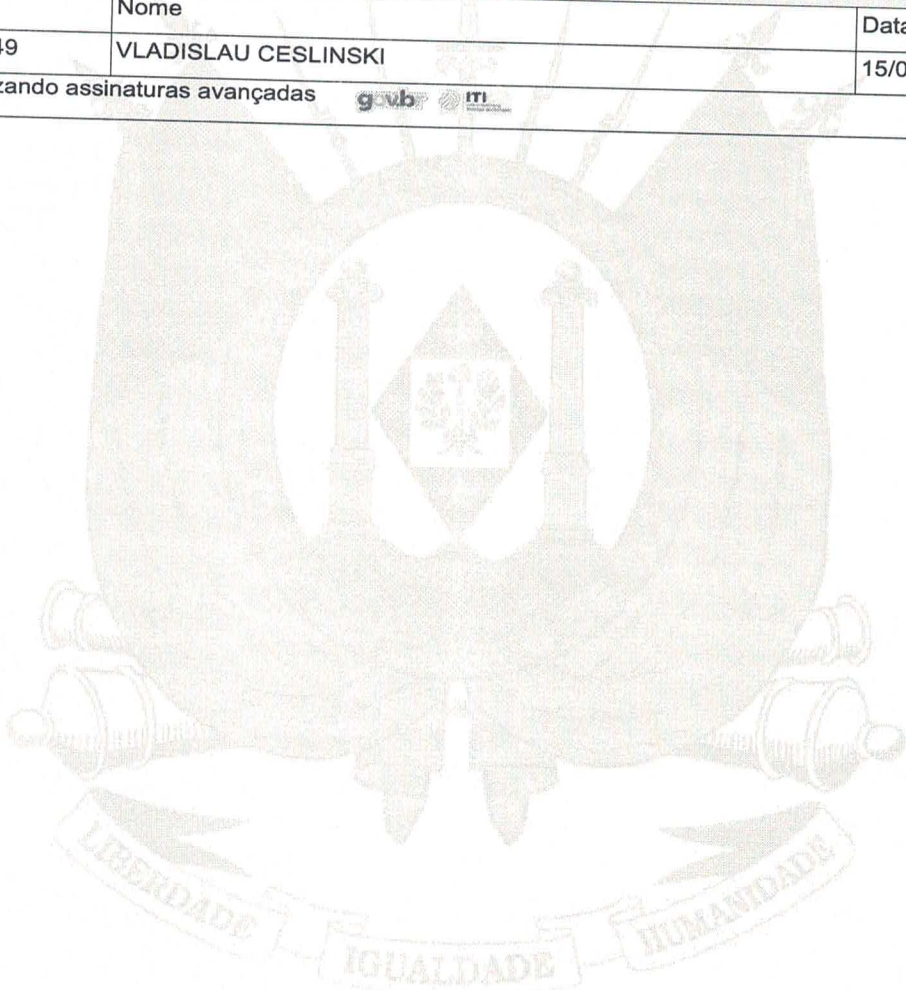 Nome
Data
49
VLADISLAU CESLINSKI
15/0
zando assinaturas avançadas
gov.br ITI
LIBERDADE
IGUALDADE
HUMANIDADE